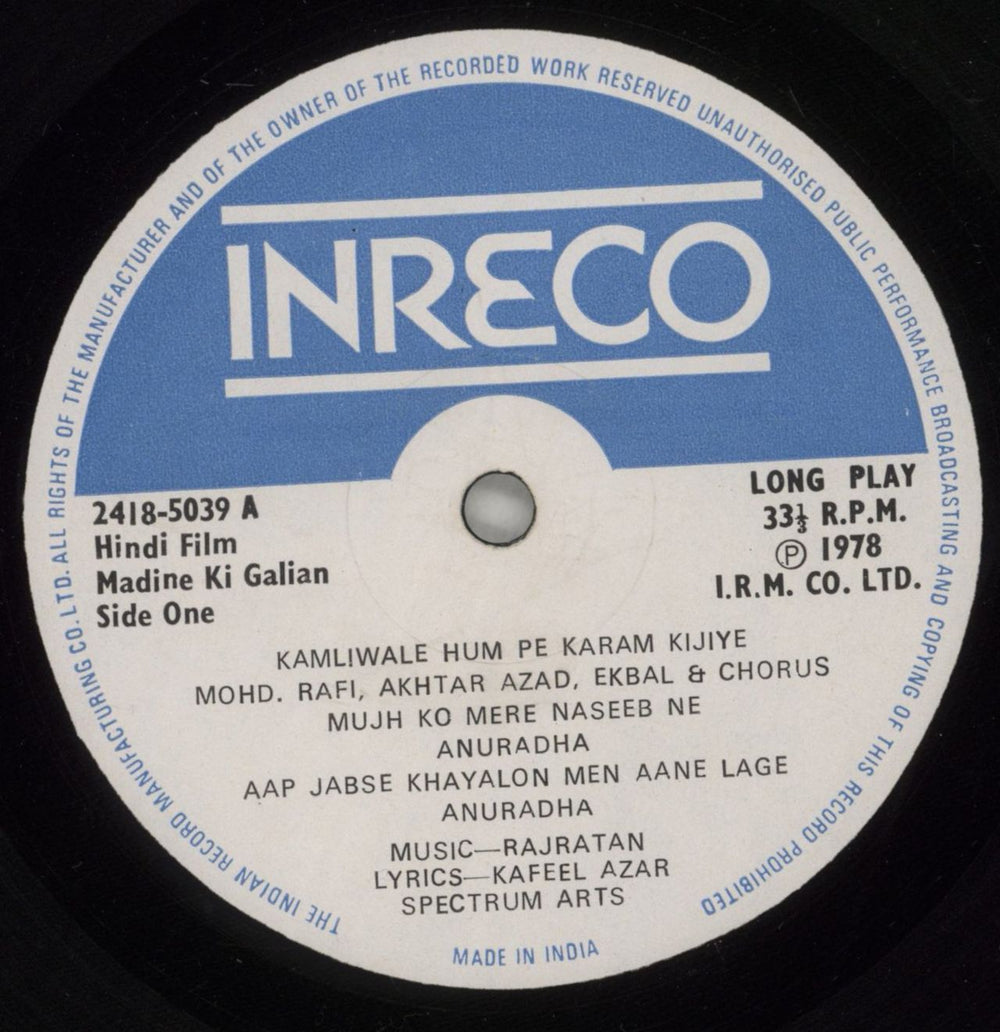 THE INDIAN RECORD MANUFACTURING CO. LTD. ALL RIGHTS OF THE MANUFACTURER AND OF THE OWNER OF THE RECORDED WORK RESERVED UNAUTHORISED PUBLIC PERFORMANCE BROADCASTING AND COPYING OF THIS RECORD PROHIBITED
INRECO
2418-5039 A
Hindi Film
Madine Ki Galian
Side One
LONG PLAY
33⅓ R.P.M.
℗ 1978
I.R.M. CO. LTD.
KAMLIWALE HUM PE KARAM KIJIYE
MOHD. RAFI, AKHTAR AZAD, EKBAL & CHORUS
MUJH KO MERE NASEEB NE
ANURADHA
AAP JABSE KHAYALON MEN AANE LAGE
ANURADHA
MUSIC—RAJRATAN
LYRICS—KAFEEL AZAR
SPECTRUM ARTS
MADE IN INDIA